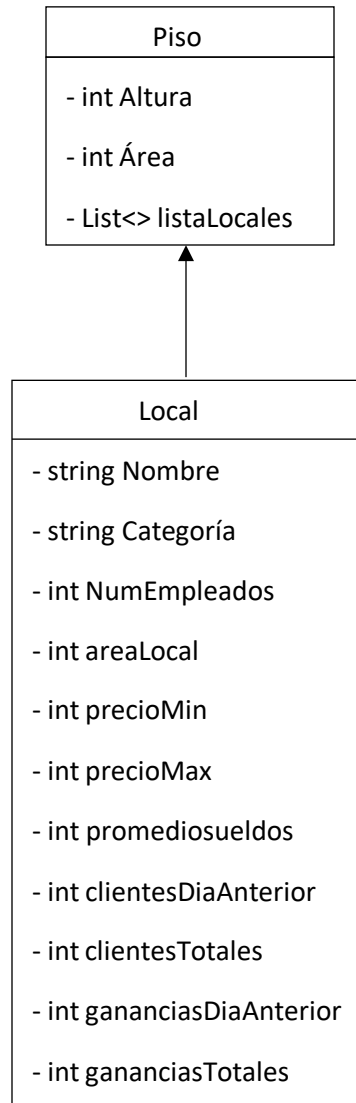 Piso
- int Altura
- int Área
- List<> listaLocales
Local
- string Nombre
- string Categoría
- int NumEmpleados
- int areaLocal
- int precioMin
- int precioMax
- int promediosueldos
- int clientesDiaAnterior
- int clientesTotales
- int gananciasDiaAnterior
- int gananciasTotales